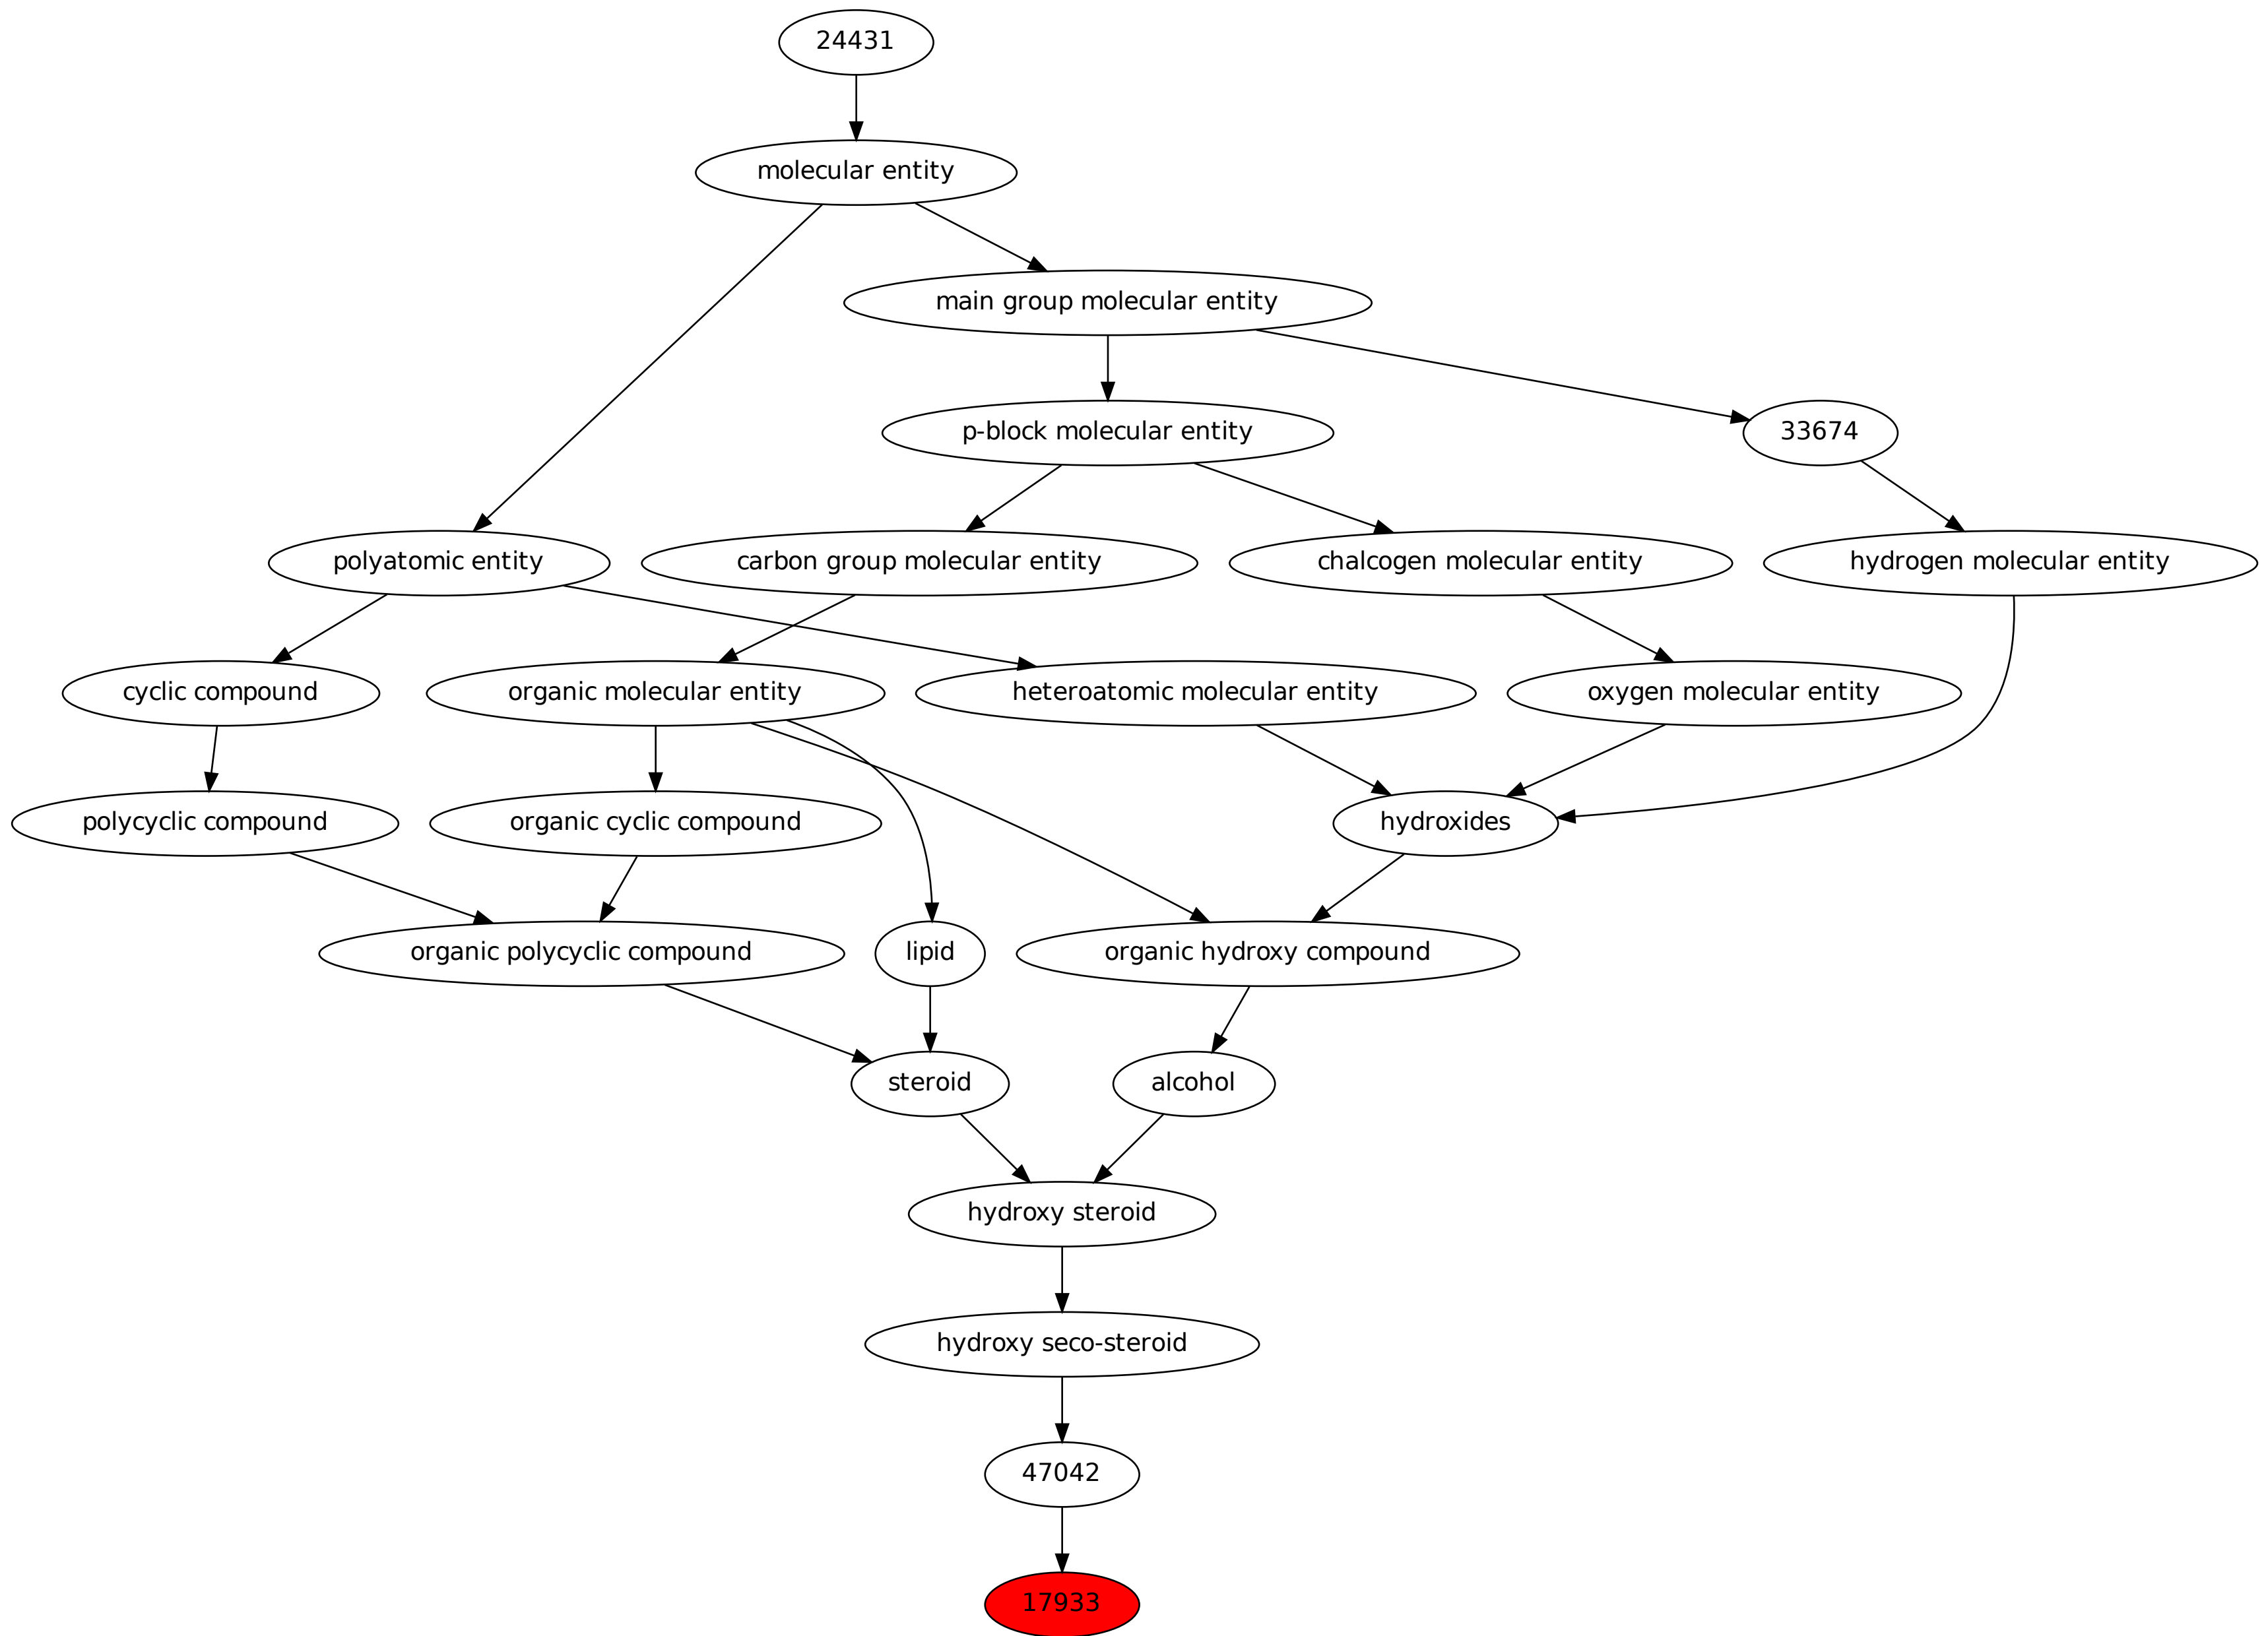 24431
molecular entity
main group molecular entity
p-block molecular entity
33674
polyatomic entity
carbon group molecular entity
chalcogen molecular entity
hydrogen molecular entity
cyclic compound
organic molecular entity
heteroatomic molecular entity
oxygen molecular entity
polycyclic compound
organic cyclic compound
hydroxides
organic polycyclic compound
lipid
organic hydroxy compound
steroid
alcohol
hydroxy steroid
hydroxy seco-steroid
47042
17933